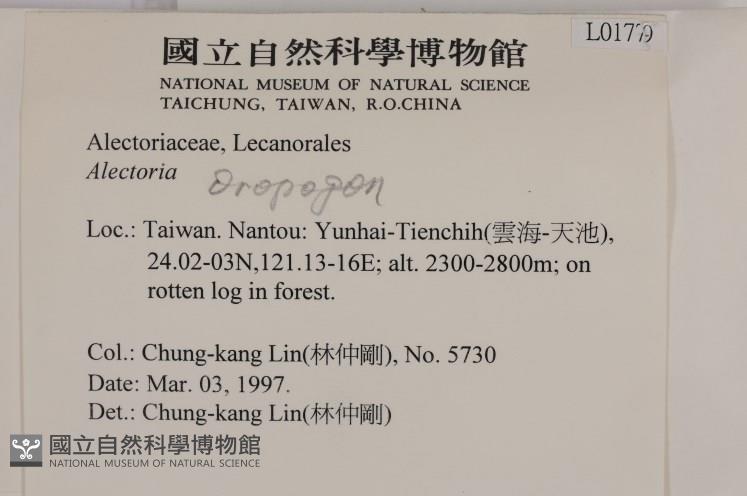 國立自然科學博物館
L01779
NATIONAL MUSEUM OF NATURAL SCIENCE
TAICHUNG, TAIWAN, R.O.CHINA
Alectoriaceae, Lecanorales
Alectoria Oropogon
Loc.: Taiwan. Nantou: Yunhai-Tienchih(雲海-天池),
24.02-03N,121.13-16E; alt. 2300-2800m; on
rotten log in forest.
Col.: Chung-kang Lin(林仲剛), No. 5730
Date: Mar. 03, 1997.
Det.: Chung-kang Lin(林仲剛)
國立自然科學博物館
NATIONAL MUSEUM OF NATURAL SCIENCE